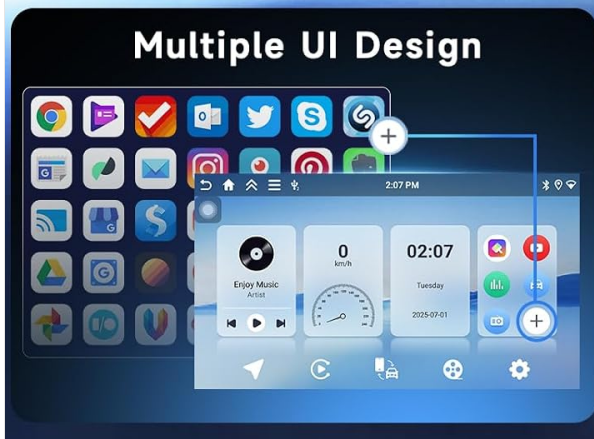 Multiple UI Design
2:07 PM
Enjoy Music
Artist
0
km/h
02:07
Tuesday
2025-07-01